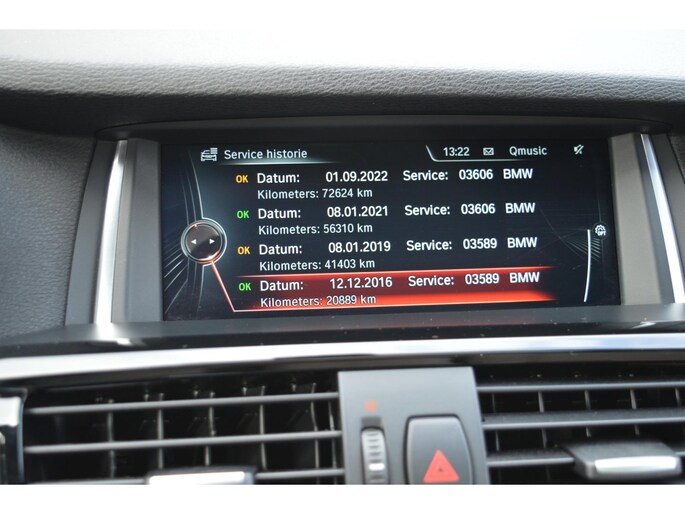 Service historie 13:22 Qmusic
OK Datum: 01.09.2022 Service: 03606 BMW
Kilometers: 72624 km
OK Datum: 08.01.2021 Service: 03606 BMW
Kilometers: 56310 km
OK Datum: 08.01.2019 Service: 03589 BMW
Kilometers: 41403 km
OK Datum: 12.12.2016 Service: 03589 BMW
Kilometers: 20889 km